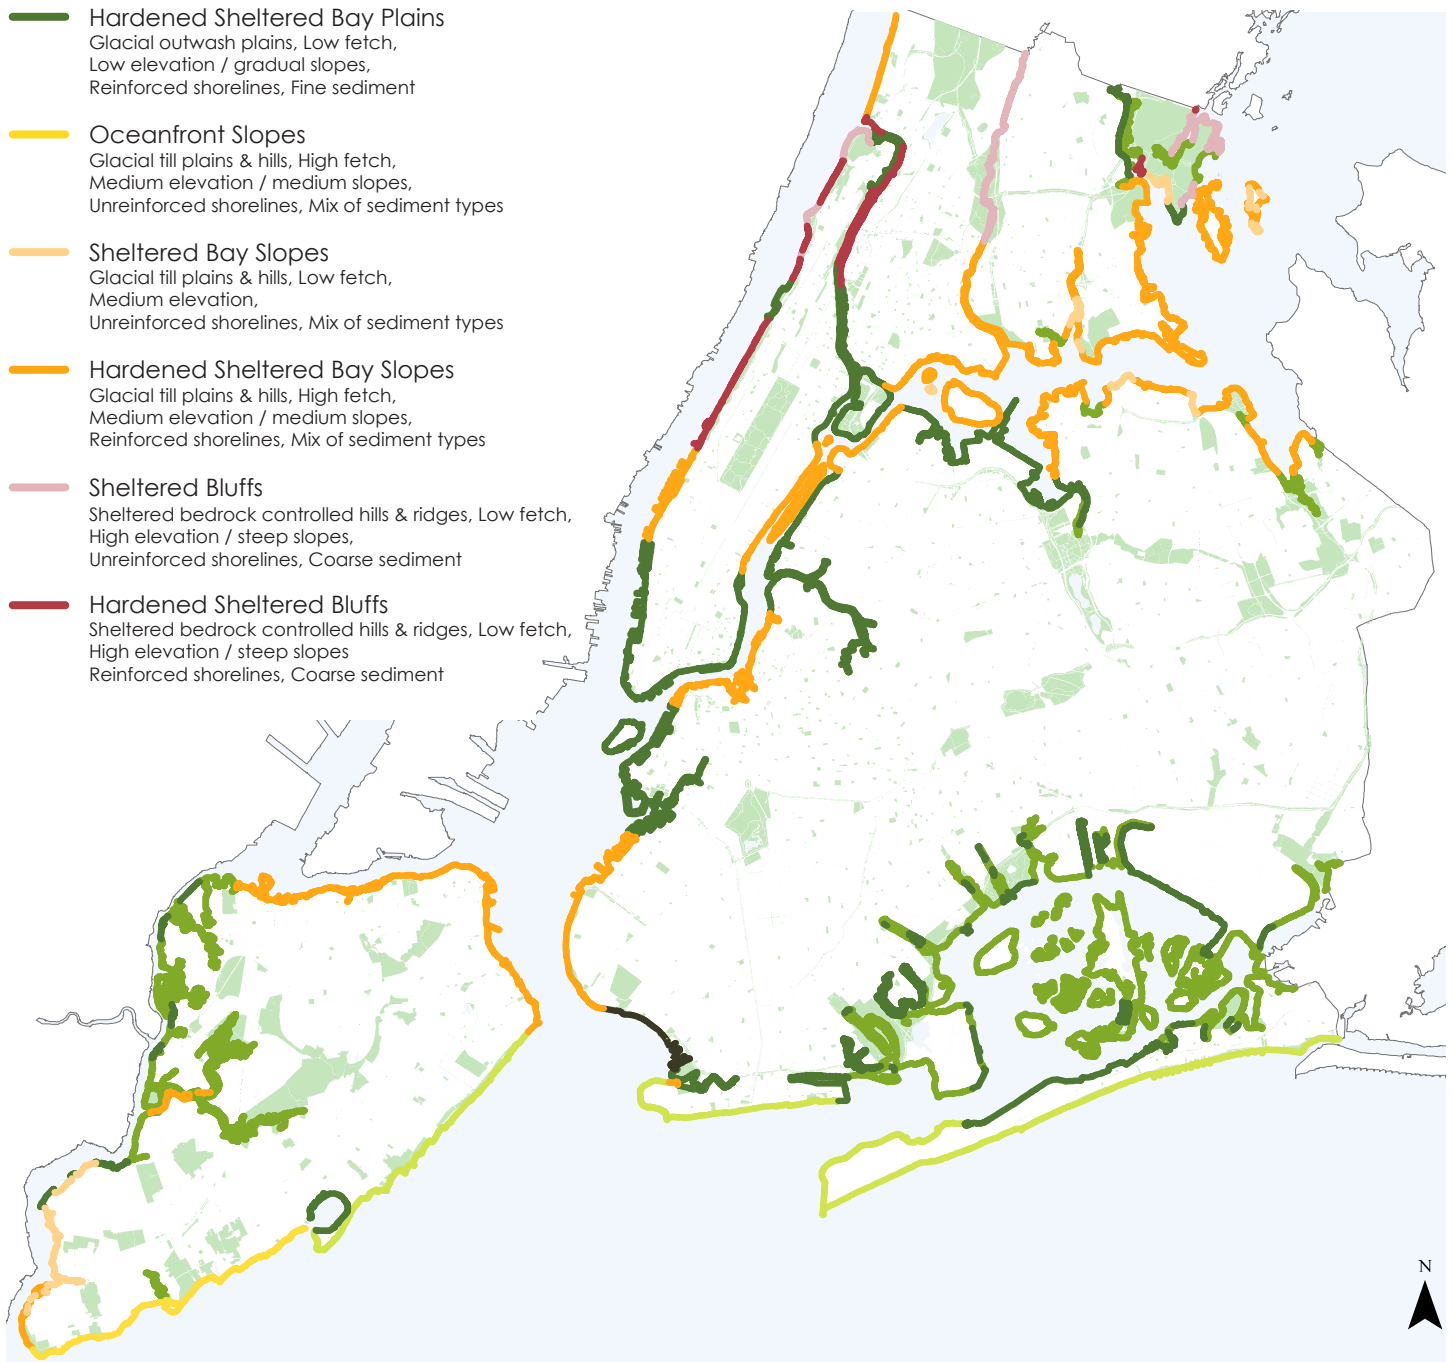 Hardened Sheltered Bay Plains
Glacial outwash plains, Low fetch,
Low elevation / gradual slopes,
Reinforced shorelines, Fine sediment
Oceanfront Slopes
Glacial till plains & hills, High fetch,
Medium elevation / medium slopes,
Unreinforced shorelines, Mix of sediment types
Sheltered Bay Slopes
Glacial till plains & hills, Low fetch,
Medium elevation,
Unreinforced shorelines, Mix of sediment types
Hardened Sheltered Bay Slopes
Glacial till plains & hills, High fetch,
Medium elevation / medium slopes,
Reinforced shorelines, Mix of sediment types
Sheltered Bluffs
Sheltered bedrock controlled hills & ridges, Low fetch,
High elevation / steep slopes,
Unreinforced shorelines, Coarse sediment
Hardened Sheltered Bluffs
Sheltered bedrock controlled hills & ridges, Low fetch,
High elevation / steep slopes
Reinforced shorelines, Coarse sediment
N